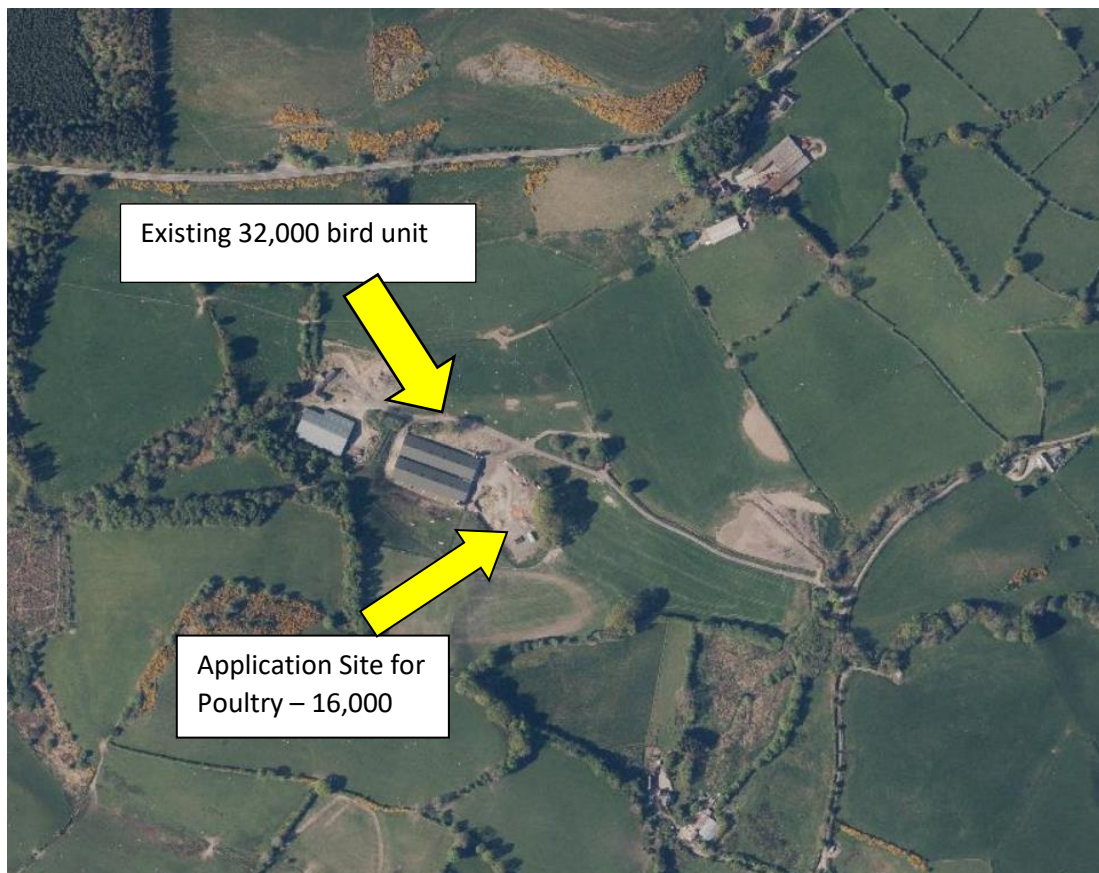 Existing 32,000 bird unit
Application Site for
Poultry – 16,000